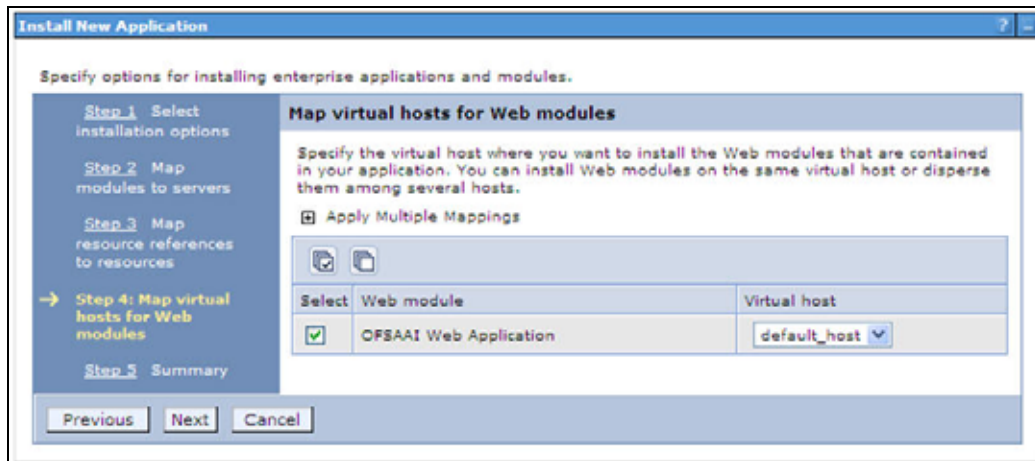 Install New Application ? –
Specify options for installing enterprise applications and modules.
Step 1 Select
installation options
Step 2 Map
modules to servers
Step 3 Map
resource references
to resources
Step 4: Map virtual
hosts for Web
modules
Step 5 Summary
Map virtual hosts for Web modules
Specify the virtual host where you want to install the Web modules that are contained
in your application. You can install Web modules on the same virtual host or disperse
them among several hosts.
Apply Multiple Mappings
Select Web module Virtual host
OFSAAI Web Application default_host
Previous Next Cancel